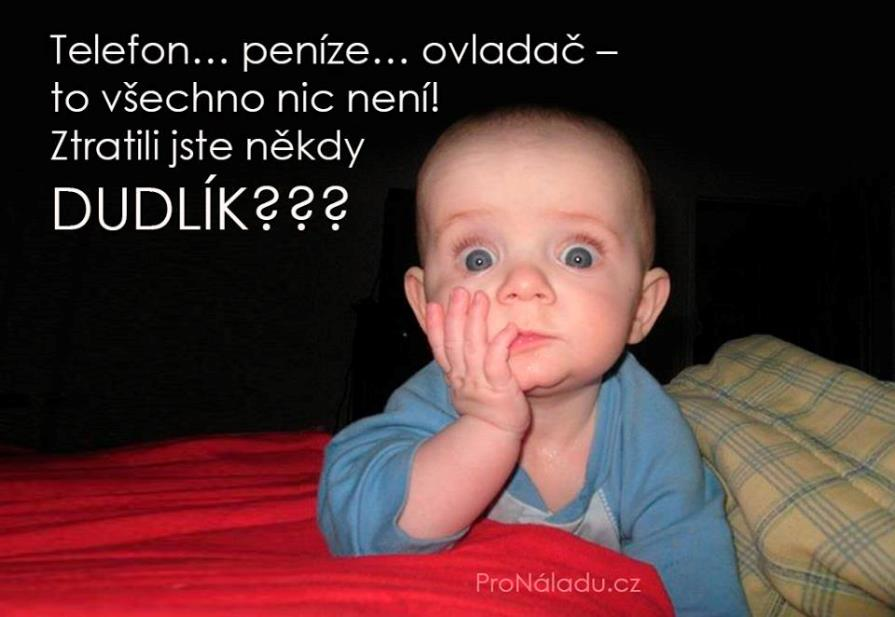 Telefon... peníze... ovladač –
to všechno nic není!
Ztratili jste někdy
DUDLÍK???
ProNáladu.cz